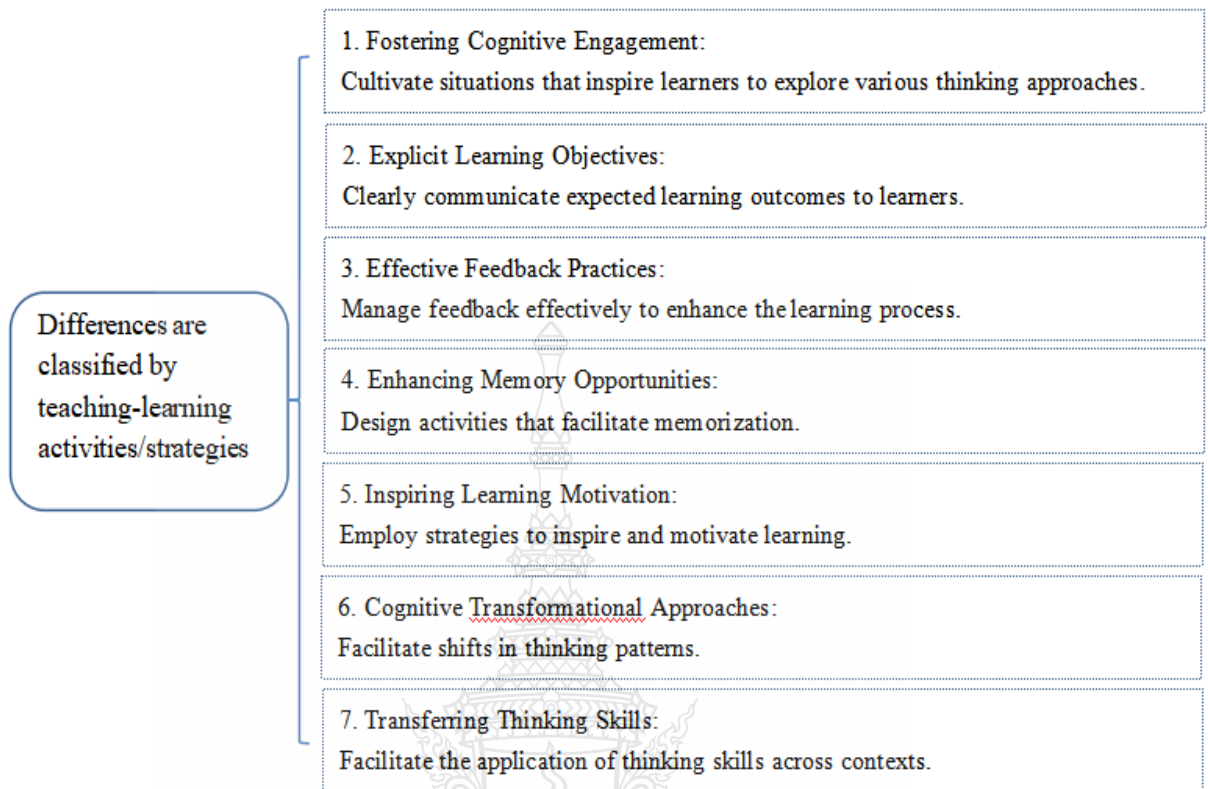 Differences are
classified by
teaching-learning
activities/strategies
1. Fostering Cognitive Engagement:
Cultivate situations that inspire learners to explore various thinking approaches.
2. Explicit Learning Objectives:
Clearly communicate expected learning outcomes to learners.
3. Effective Feedback Practices:
Manage feedback effectively to enhance the learning process.
4. Enhancing Memory Opportunities:
Design activities that facilitate memorization.
5. Inspiring Learning Motivation:
Employ strategies to inspire and motivate learning.
6. Cognitive Transformational Approaches:
Facilitate shifts in thinking patterns.
7. Transferring Thinking Skills:
Facilitate the application of thinking skills across contexts.